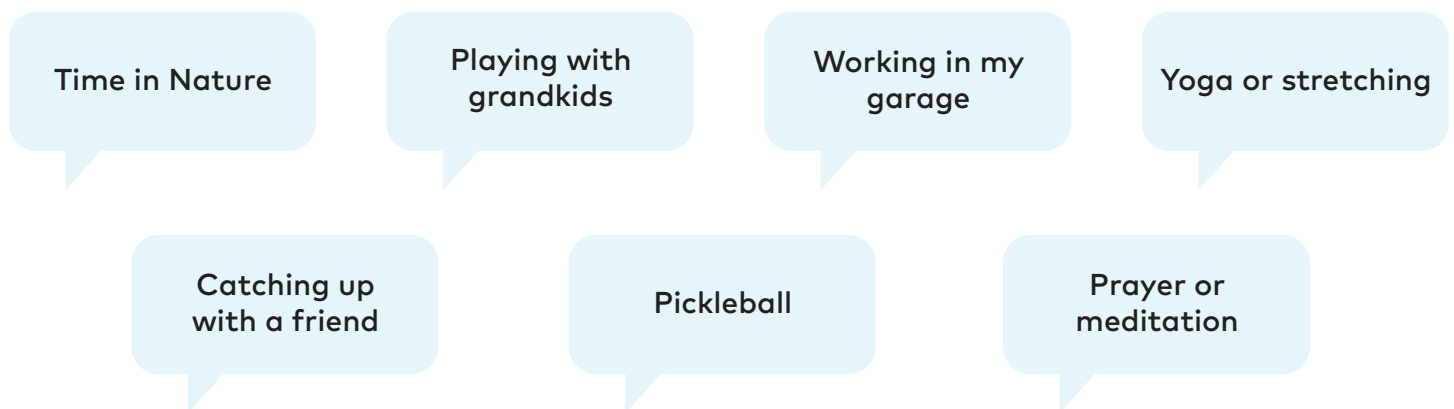 Time in Nature
Playing with
grandkids
Working in my
garage
Yoga or stretching
Catching up
with a friend
Pickleball
Prayer or
meditation